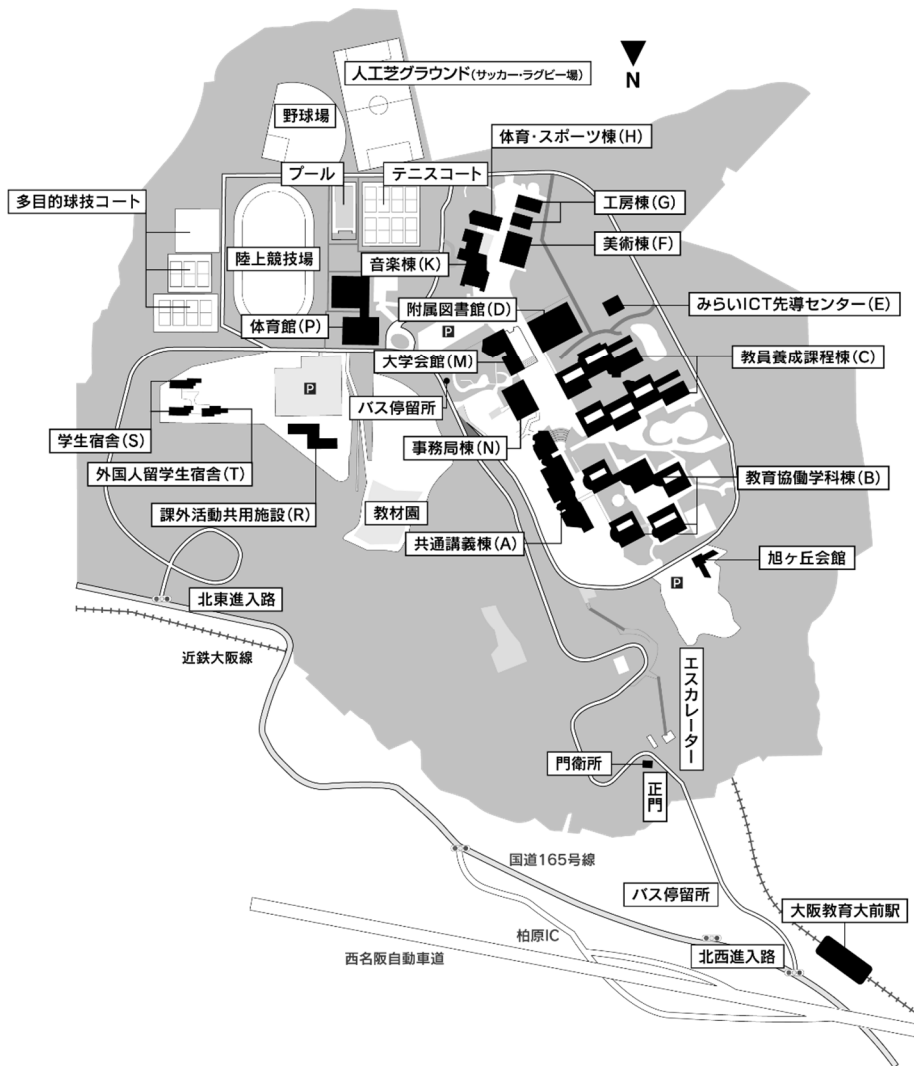 人工芝グラウンド(サッカー・ラグビー場)
N
野球場
体育・スポーツ棟(H)
プール
テニスコート
多目的球技コート
工房棟(G)
美術棟(F)
陸上競技場
音楽棟(K)
附属図書館(D)
みらいICT先導センター(E)
体育館(P)
P
大学会館(M)
教員養成課程棟(C)
P
バス停留所
学生宿舎(S)
事務局棟(N)
外国人留学生宿舎(T)
教育協働学科棟(B)
課外活動共用施設(R)
教材園
共通講義棟(A)
旭ヶ丘会館
P
北東進入路
近鉄大阪線
エスカレーター
門衛所
正門
国道165号線
バス停留所
大阪教育大前駅
柏原IC
西名阪自動車道
北西進入路